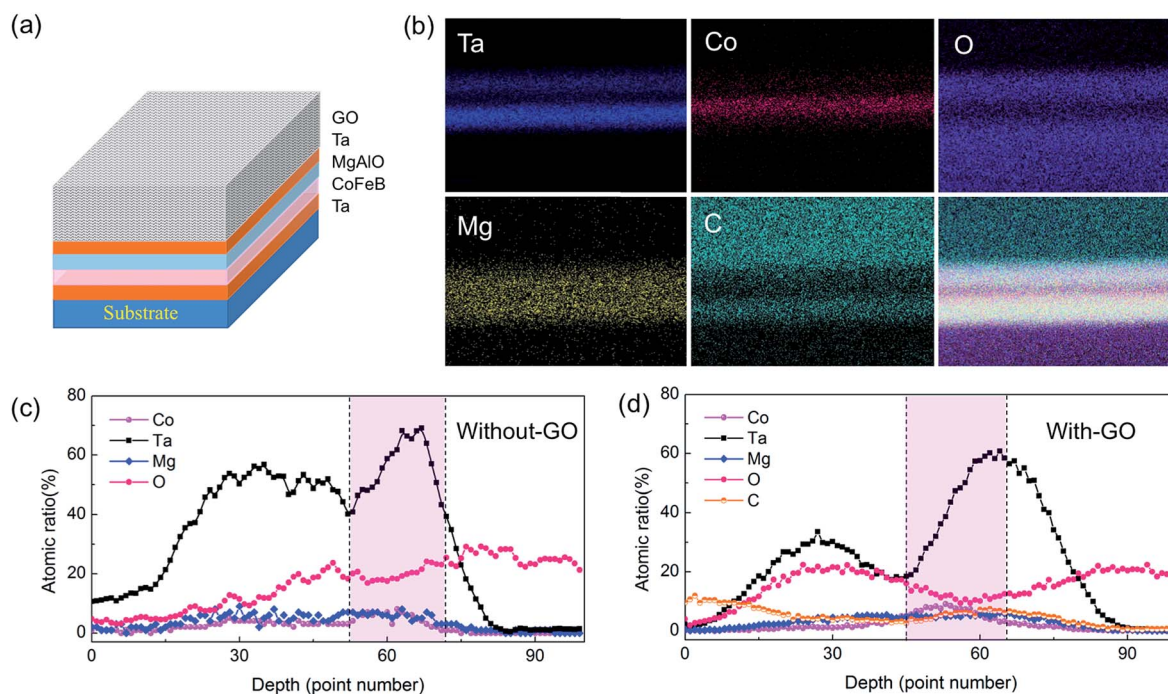 (a)
GO
Ta
MgAlO
CoFeB
Ta
Substrate
(b)
Ta
Co
O
Mg
C
(c)
80
60
40
20
0
Atomic ratio(%)
Co
Ta
Mg
O
Without-GO
0
30
60
90
Depth (point number)
(d)
80
60
40
20
0
Atomic ratio(%)
Co
Ta
Mg
O
C
With-GO
0
30
60
90
Depth (point number)